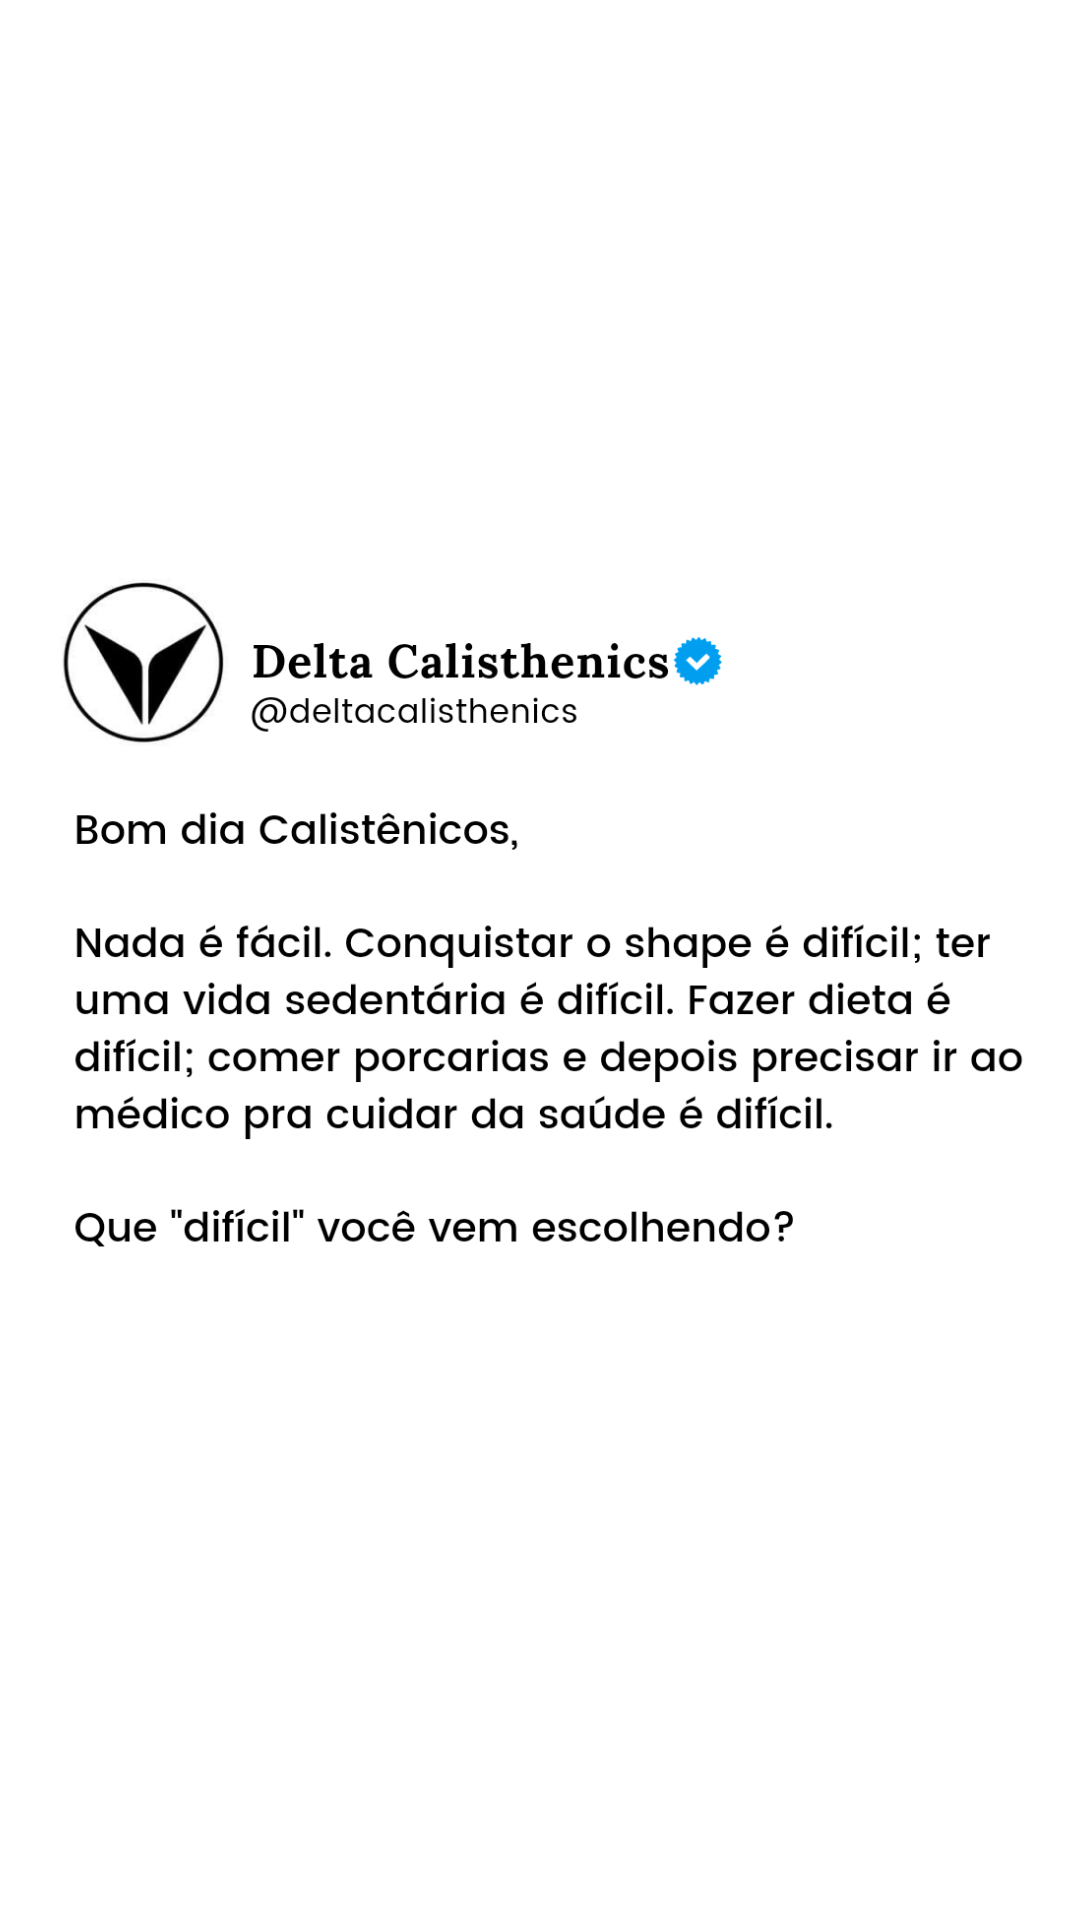 Delta Calisthenics
@deltacalisthenics
Bom dia Calistênicos,
Nada é fácil. Conquistar o shape é difícil; ter
uma vida sedentária é difícil. Fazer dieta é
difícil; comer porcarias e depois precisar ir ao
médico pra cuidar da saúde é difícil.
Que "difícil" você vem escolhendo?